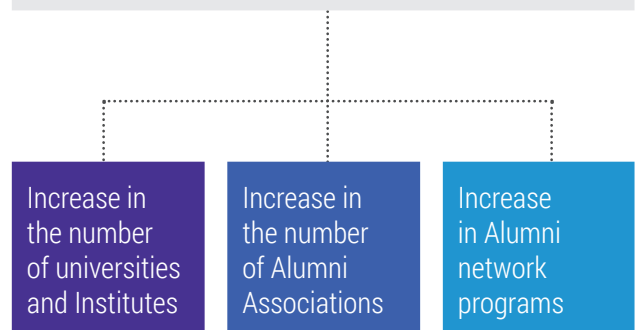 Increase in
the number
of universities
and Institutes
Increase in
the number
of Alumni
Associations
Increase
in Alumni
network
programs